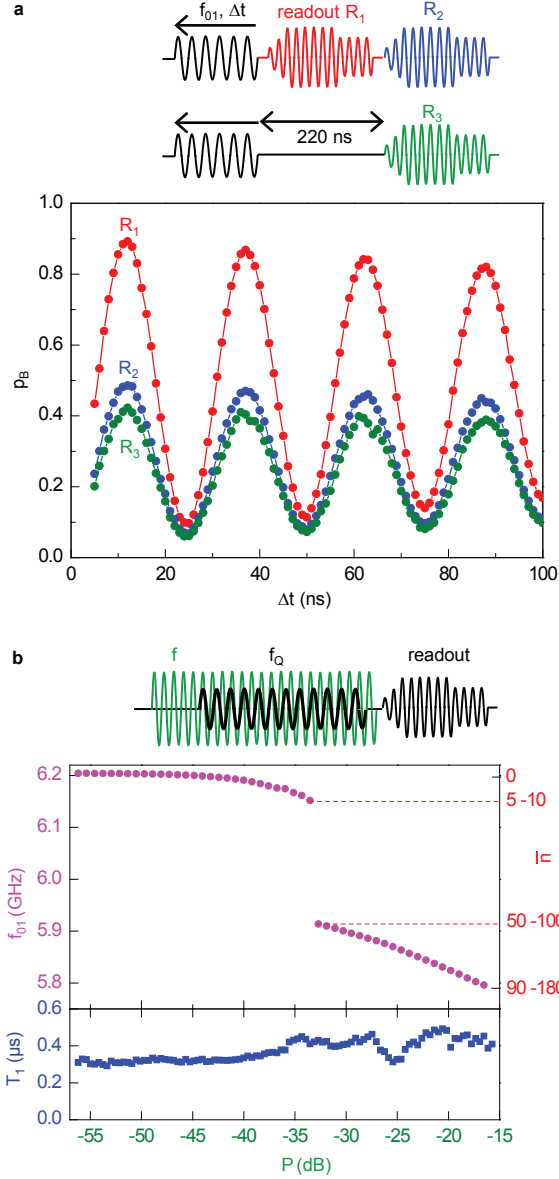 a
f01, Δt
readout R1
R2
220 ns
R3
1.0
0.8
0.6
0.4
0.2
0.0
pB
R1
R2
R3
0
20
40
60
80
100
Δt (ns)
b
f
fQ
readout
6.2
6.1
6.0
5.9
5.8
f01 (GHz)
0
5 -10
50 -100
90 -180
n̅
0.6
0.4
0.2
0.0
T1 (µs)
-55
-50
-45
-40
-35
-30
-25
-20
-15
P (dB)